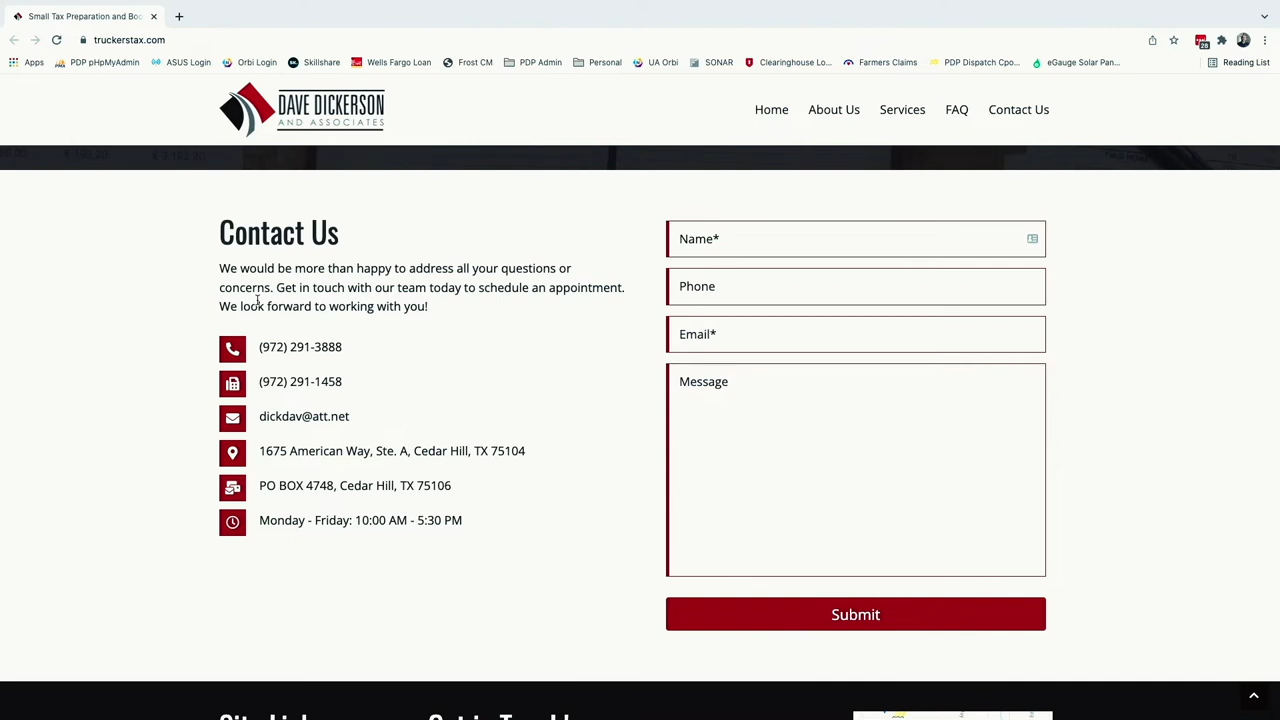 Small Tax Preparation and Boo
truckerstax.com
28
Apps
PDP pHpMyAdmin
ASUS Login
Orbi Login
SK.
Skillshare
Wells Fargo Loan
Frost CM
PDP Admin
Personal
UA Orbi
SONAR
Clearinghouse Lo...
Farmers Claims
PDP Dispatch Cpo...
eGauge Solar Pan...
Reading List
DAVE DICKERSON
AND ASSOCIATES
Home
About Us
Services
FAQ
Contact Us
Contact Us
We would be more than happy to address all your questions or
concerns. Get in touch with our team today to schedule an appointment.
We look forward to working with you!
(972) 291-3888
(972) 291-1458
dickdav@att.net
1675 American Way, Ste. A, Cedar Hill, TX 75104
PO BOX 4748, Cedar Hill, TX 75106
Monday - Friday: 10:00 AM - 5:30 PM
Name*
Phone
Email*
Message
Submit